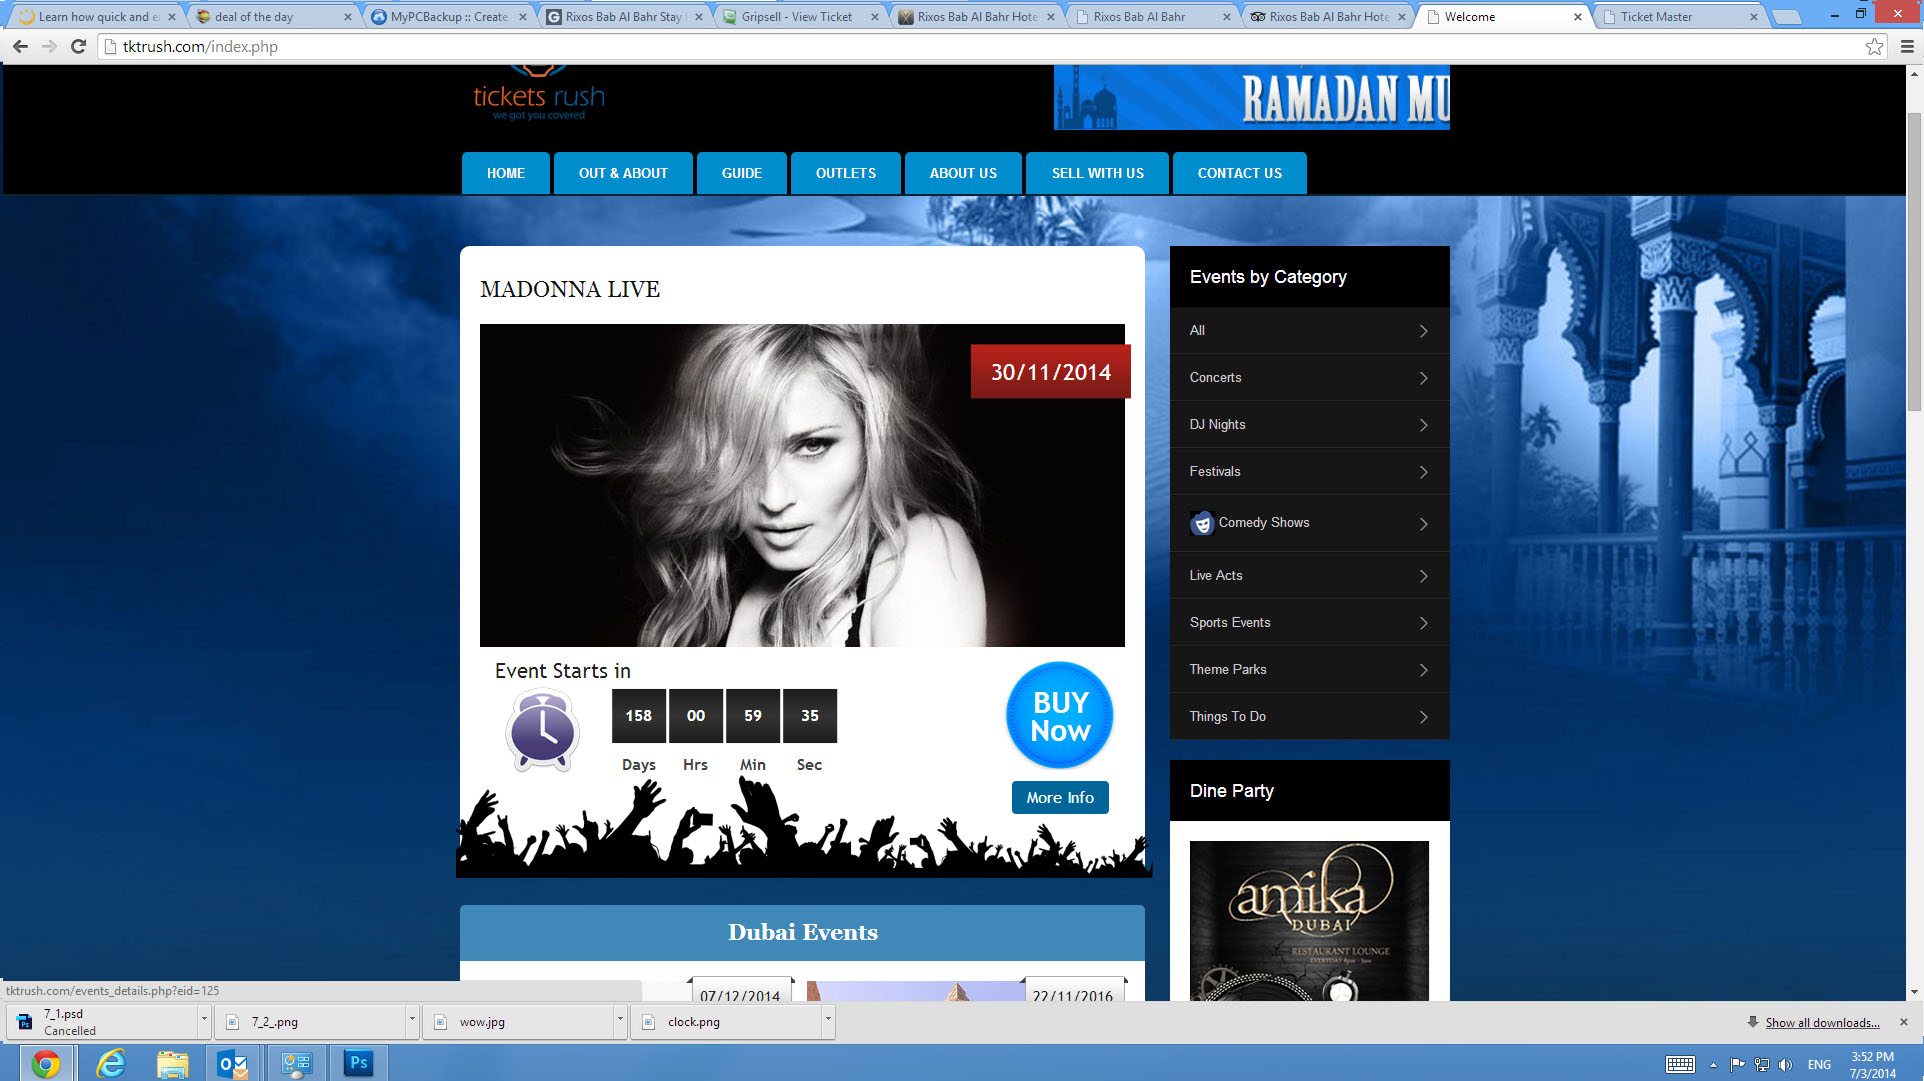 Learn how quick and e
deal of the day
MyPCBackup :: Create
Rixos Bab Al Bahr Stay
Gripsell - View Ticket
Rixos Bab Al Bahr Hote
Rixos Bab Al Bahr
Rixos Bab Al Bahr Hote
Welcome
Ticket Master
tktrush.com/index.php
tickets rush
we got you covered
RAMADAN MU
HOME
OUT & ABOUT
GUIDE
OUTLETS
ABOUT US
SELL WITH US
CONTACT US
MADONNA LIVE
30/11/2014
Event Starts in
158 00 59 35
Days Hrs Min Sec
BUY
Now
More Info
Events by Category
All
Concerts
DJ Nights
Festivals
Comedy Shows
Live Acts
Sports Events
Theme Parks
Things To Do
Dine Party
amika
DUBAI
RESTAURANT LOUNGE
Dubai Events
07/12/2014
22/11/2016
tktrush.com/events_details.php?eid=125
7_1.psd
Cancelled
7_2_.png
wow.jpg
clock.png
Show all downloads...
Ps
ENG
3:52 PM
7/3/2014